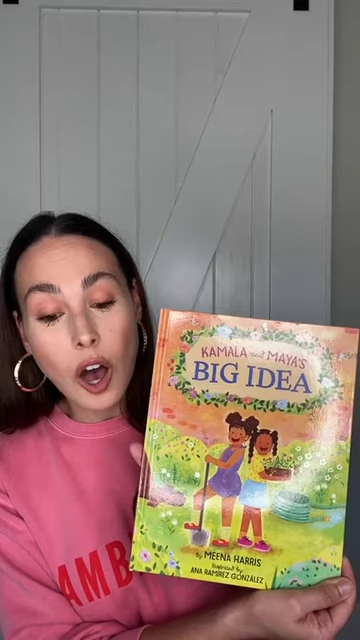 KAMALA and MAYA'S
BIG IDEA
by MEENA HARRIS
illustrated by
ANA RAMÍREZ GONZÁLEZ
AMB